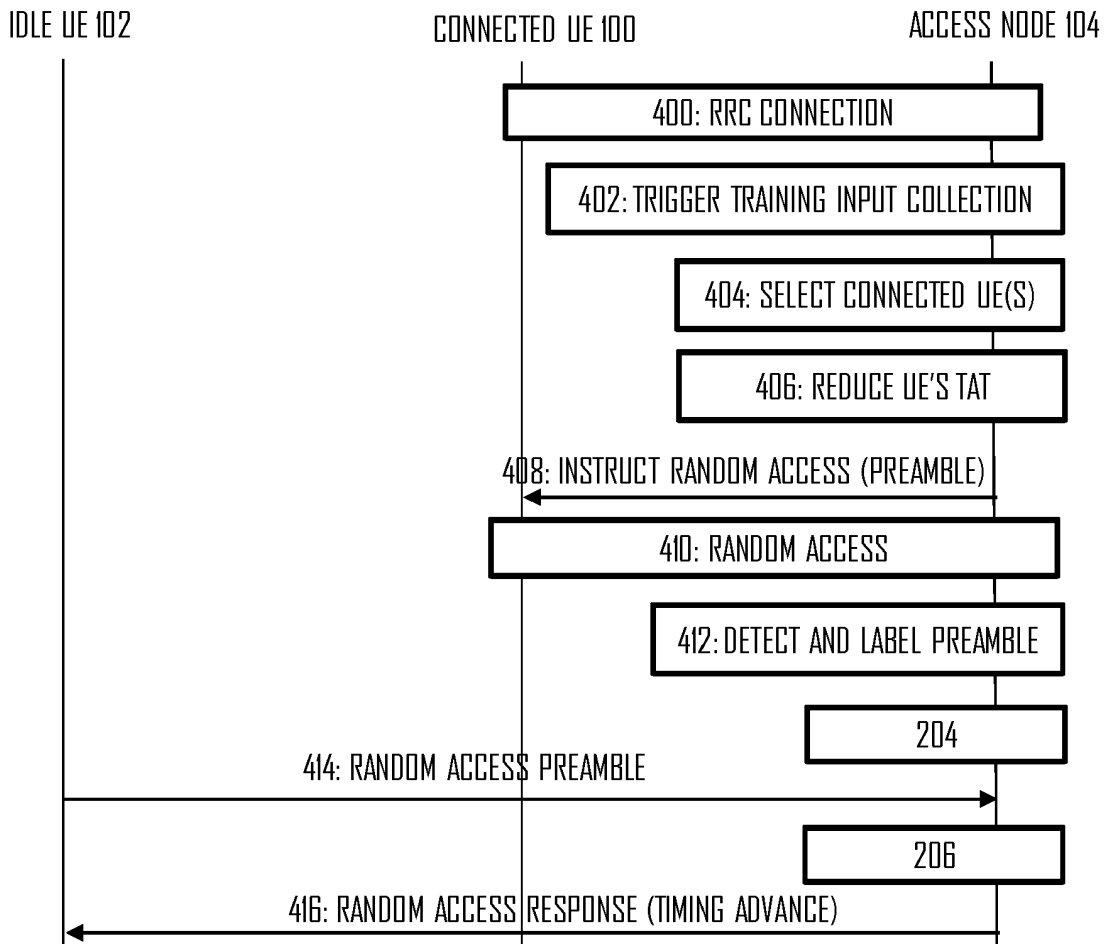 IDLE UE 102
CONNECTED UE 100
ACCESS NODE 104
400: RRC CONNECTION
402: TRIGGER TRAINING INPUT COLLECTION
404: SELECT CONNECTED UE(S)
406: REDUCE UE'S TAT
408: INSTRUCT RANDOM ACCESS (PREAMBLE)
410: RANDOM ACCESS
412: DETECT AND LABEL PREAMBLE
204
414: RANDOM ACCESS PREAMBLE
206
416: RANDOM ACCESS RESPONSE (TIMING ADVANCE)